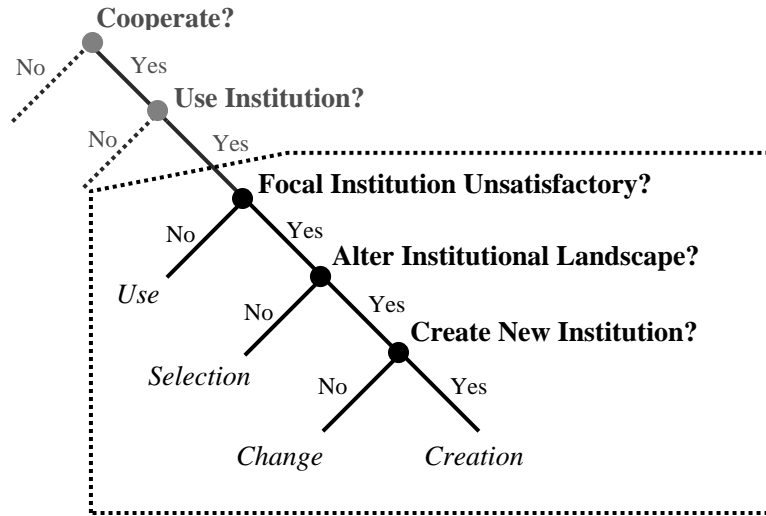 Cooperate?
No
Yes
Use Institution?
No
Yes
Focal Institution Unsatisfactory?
No
Yes
Use
Alter Institutional Landscape?
No
Yes
Selection
Create New Institution?
No
Yes
Change
Creation